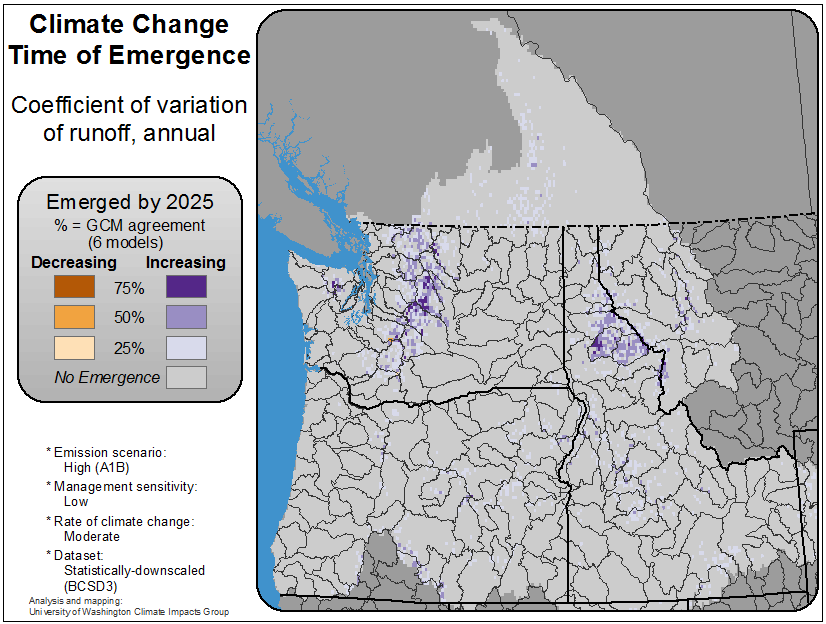 Climate Change
Time of Emergence
Coefficient of variation
of runoff, annual
Emerged by 2025
% = GCM agreement
(6 models)
Decreasing Increasing
75%
50%
25%
No Emergence
* Emission scenario:
High (A1B)
* Management sensitivity:
Low
* Rate of climate change:
Moderate
* Dataset:
Statistically-downscaled
(BCSD3)
Analysis and mapping:
University of Washington Climate Impacts Group